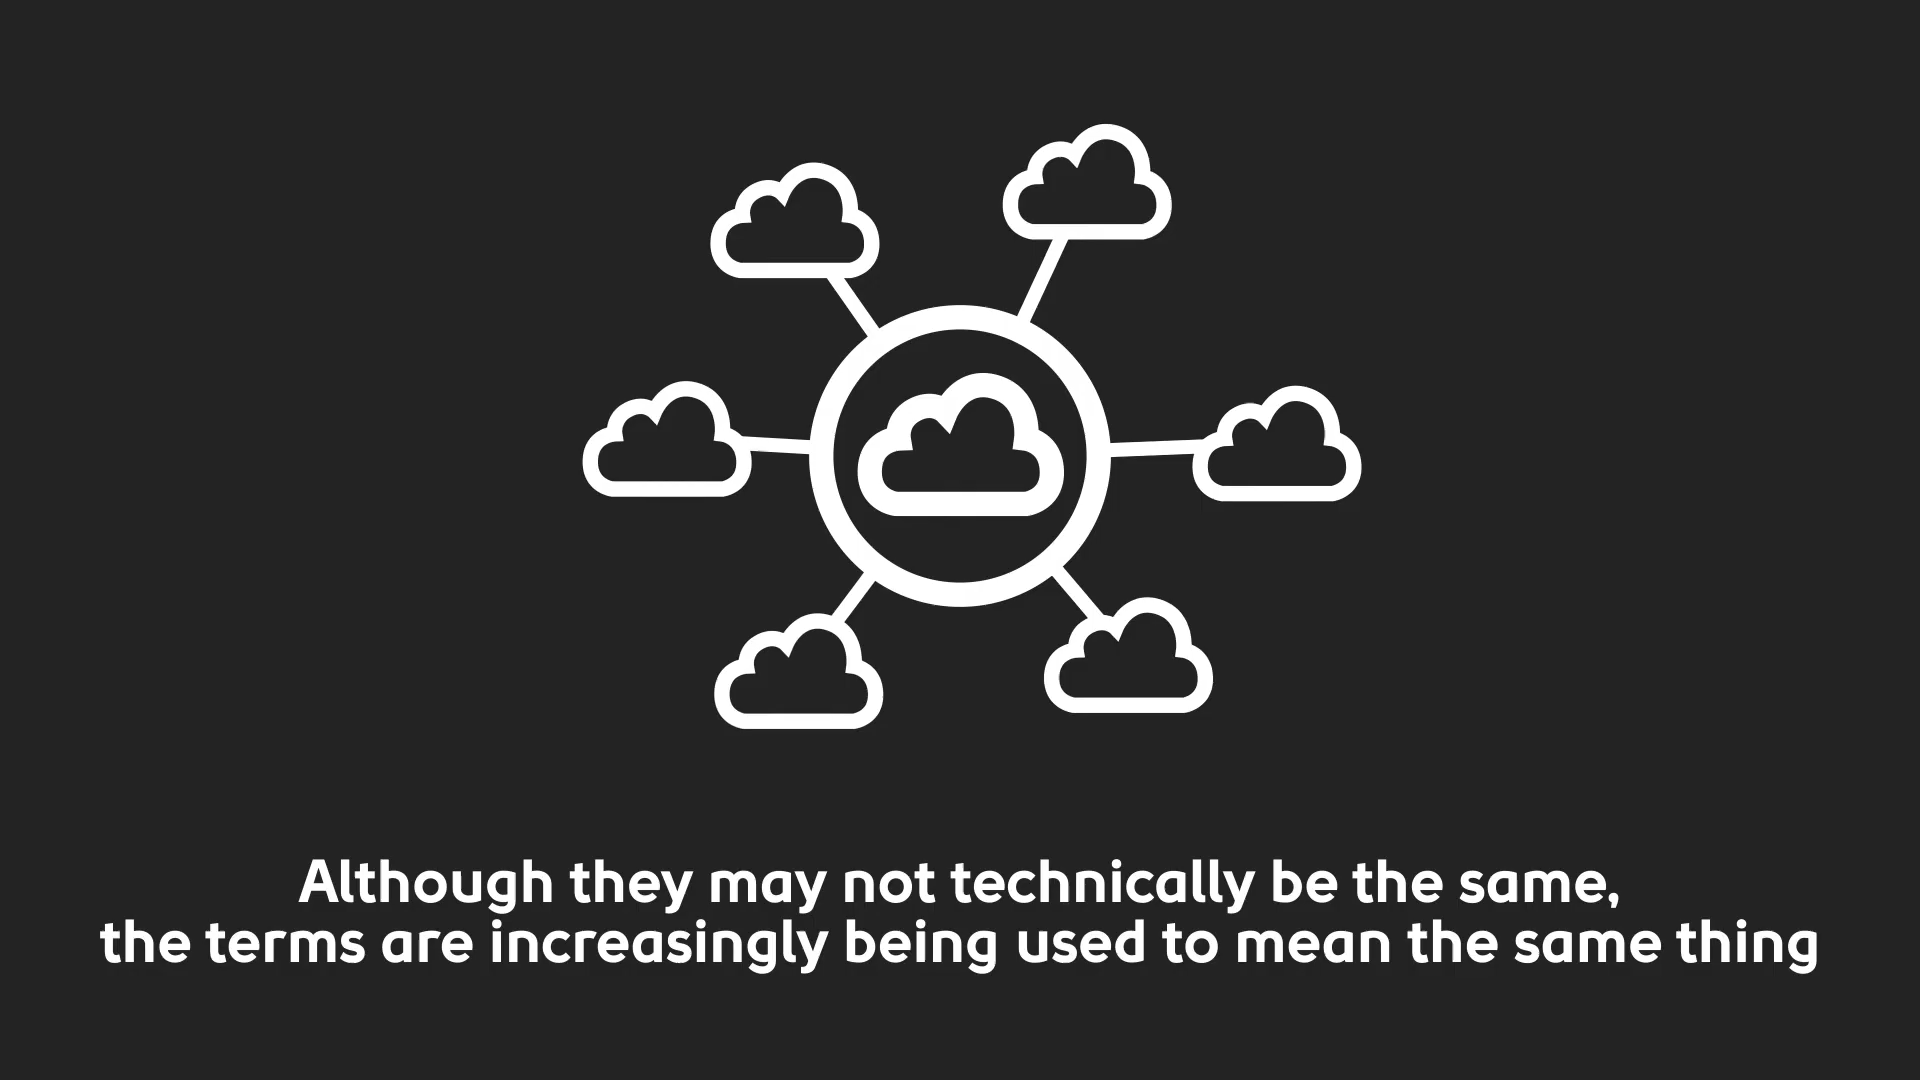 Although they may not technically be the same,
the terms are increasingly being used to mean the same thing